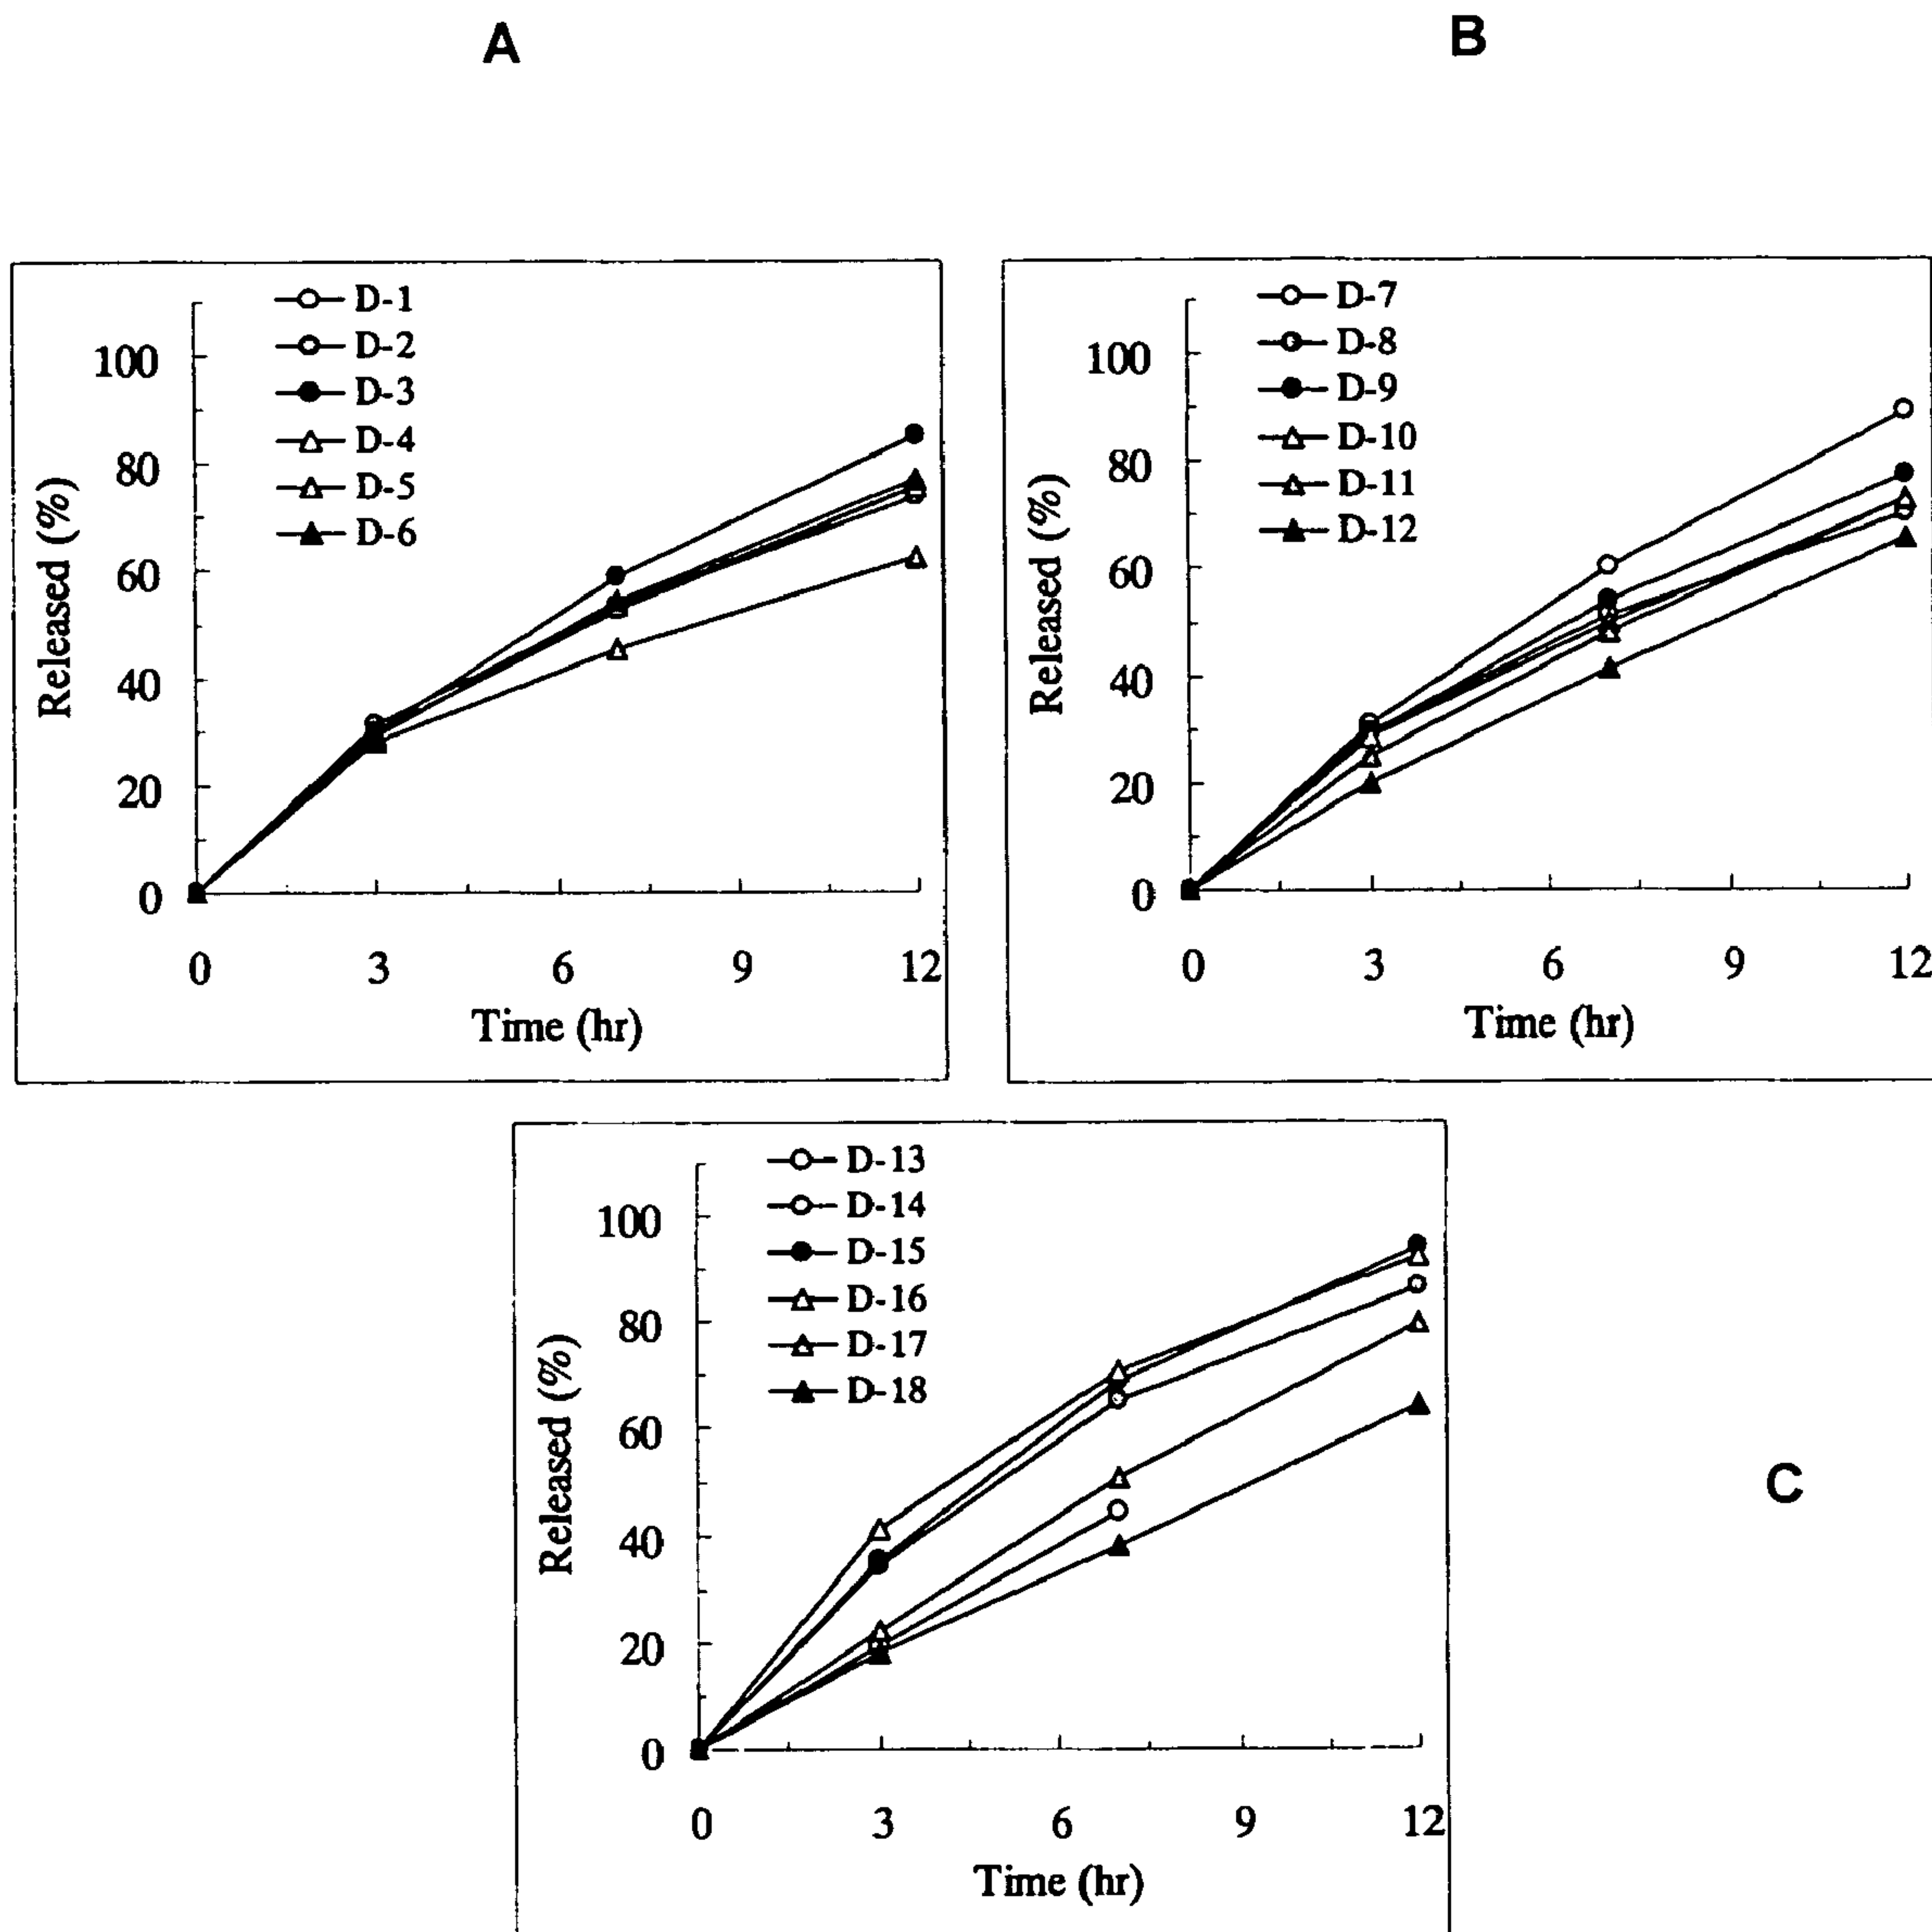 A
B
D-1
D-2
D-3
D-4
D-5
D-6
100
80
60
40
20
0
Released (%)
0 3 6 9 12
Time (hr)
D-7
D-8
D-9
D-10
D-11
D-12
100
80
60
40
20
0
Released (%)
0 3 6 9 12
Time (hr)
D-13
D-14
D-15
D-16
D-17
D-18
100
80
60
40
20
0
Released (%)
0 3 6 9 12
Time (hr)
C